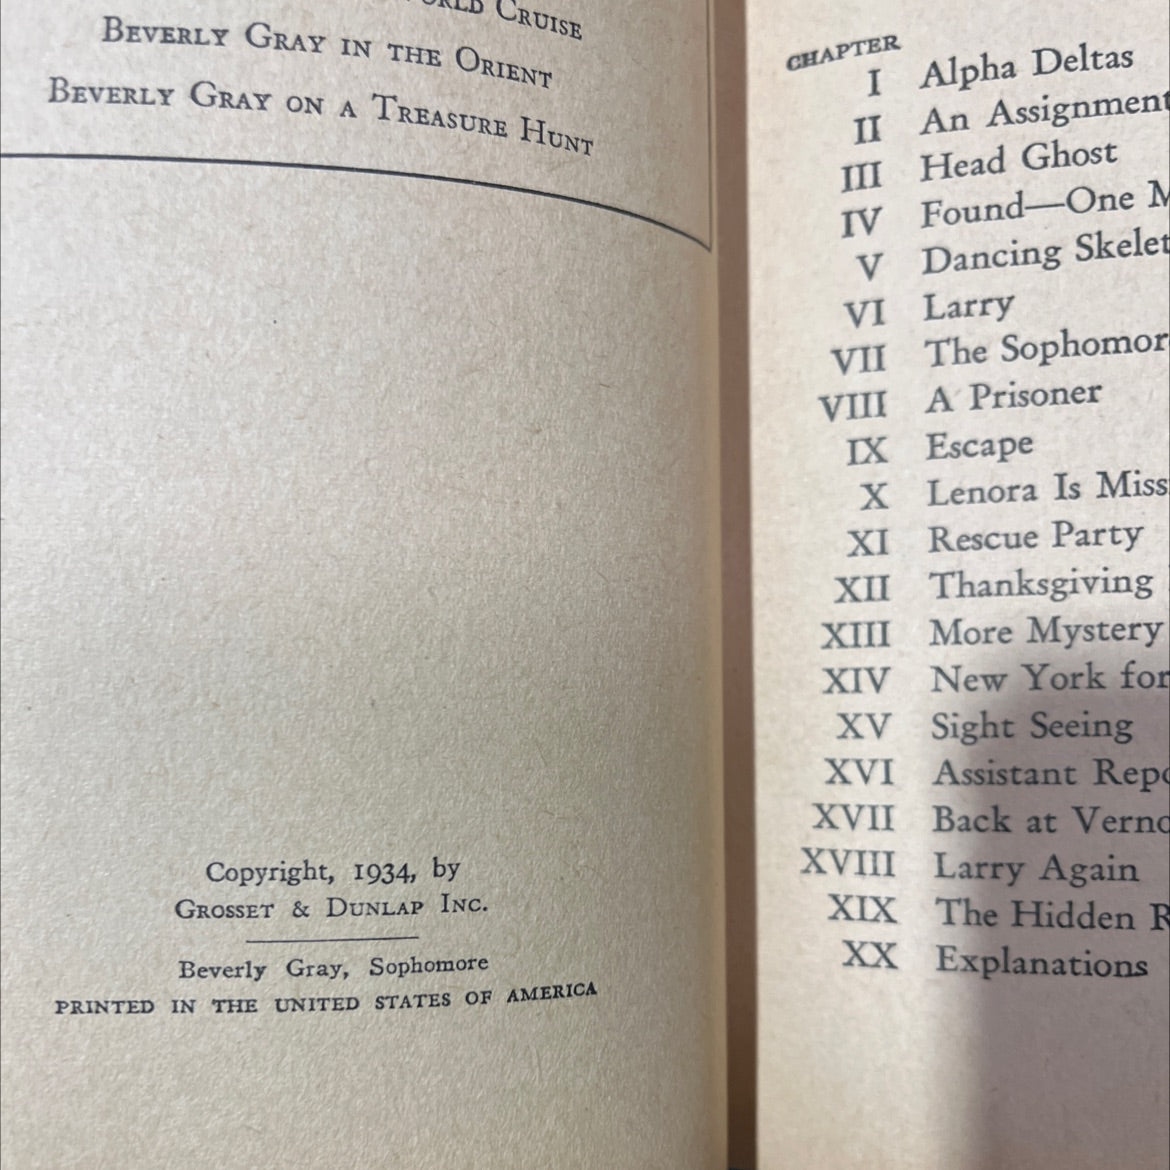 Cruise
Beverly Gray in the Orient
Beverly Gray on a Treasure Hunt
Copyright, 1934, by
Grosset & Dunlap Inc.
Beverly Gray, Sophomore
PRINTED IN THE UNITED STATES OF AMERICA
CHAPTER
I Alpha Deltas
II An Assignment
III Head Ghost
IV Found—One
V Dancing
VI Larry
VII The
VIII A Prisoner
IX Escape
X Lenora Is
XI Rescue Party
XII Thanksgiving
XIII More Mystery
XIV New York for
XV Sight Seeing
XVI Assistant
XVII Back at
XVIII Larry Again
XIX The Hidden
XX Explanations